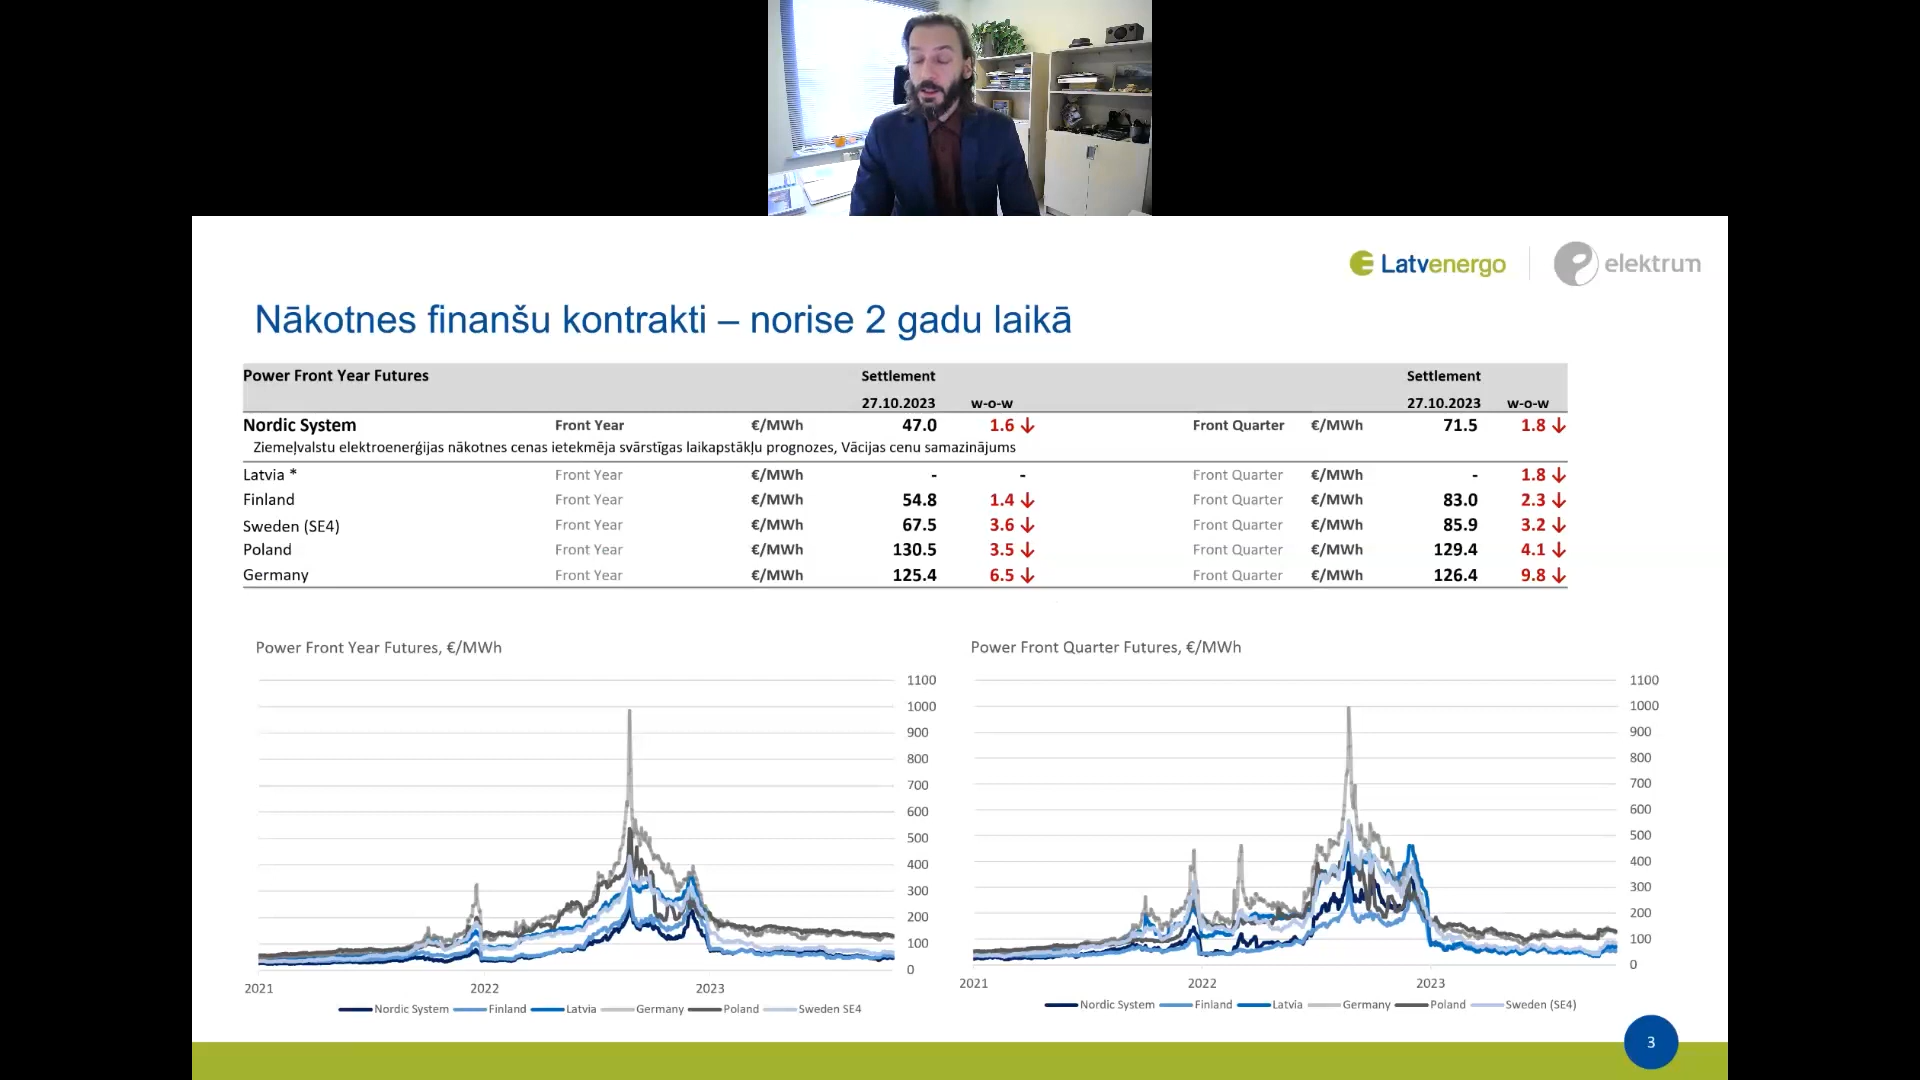 Latvenergo elektrum
Nākotnes finanšu kontrakti – norise 2 gadu laikā
Power Front Year Futures Settlement Settlement
27.10.2023 w-o-w 27.10.2023 w-o-w
Nordic System Front Year €/MWh 47.0 1.6 ↓ Front Quarter €/MWh 71.5 1.8 ↓
Ziemeļvalstu elektroenerģijas nākotnes cenas ietekmēja svārstīgas laikapstākļu prognozes, Vācijas cenu samazinājums
Latvia * Front Year €/MWh - - Front Quarter €/MWh - 1.8 ↓
Finland Front Year €/MWh 54.8 1.4 ↓ Front Quarter €/MWh 83.0 2.3 ↓
Sweden (SE4) Front Year €/MWh 67.5 3.6 ↓ Front Quarter €/MWh 85.9 3.2 ↓
Poland Front Year €/MWh 130.5 3.5 ↓ Front Quarter €/MWh 129.4 4.1 ↓
Germany Front Year €/MWh 125.4 6.5 ↓ Front Quarter €/MWh 126.4 9.8 ↓
Power Front Year Futures, €/MWh
1100
1000
900
800
700
600
500
400
300
200
100
0
2021 2022 2023
Nordic System Finland Latvia Germany Poland Sweden SE4
Power Front Quarter Futures, €/MWh
1100
1000
900
800
700
600
500
400
300
200
100
0
2021 2022 2023
Nordic System Finland Latvia Germany Poland Sweden (SE4)
3